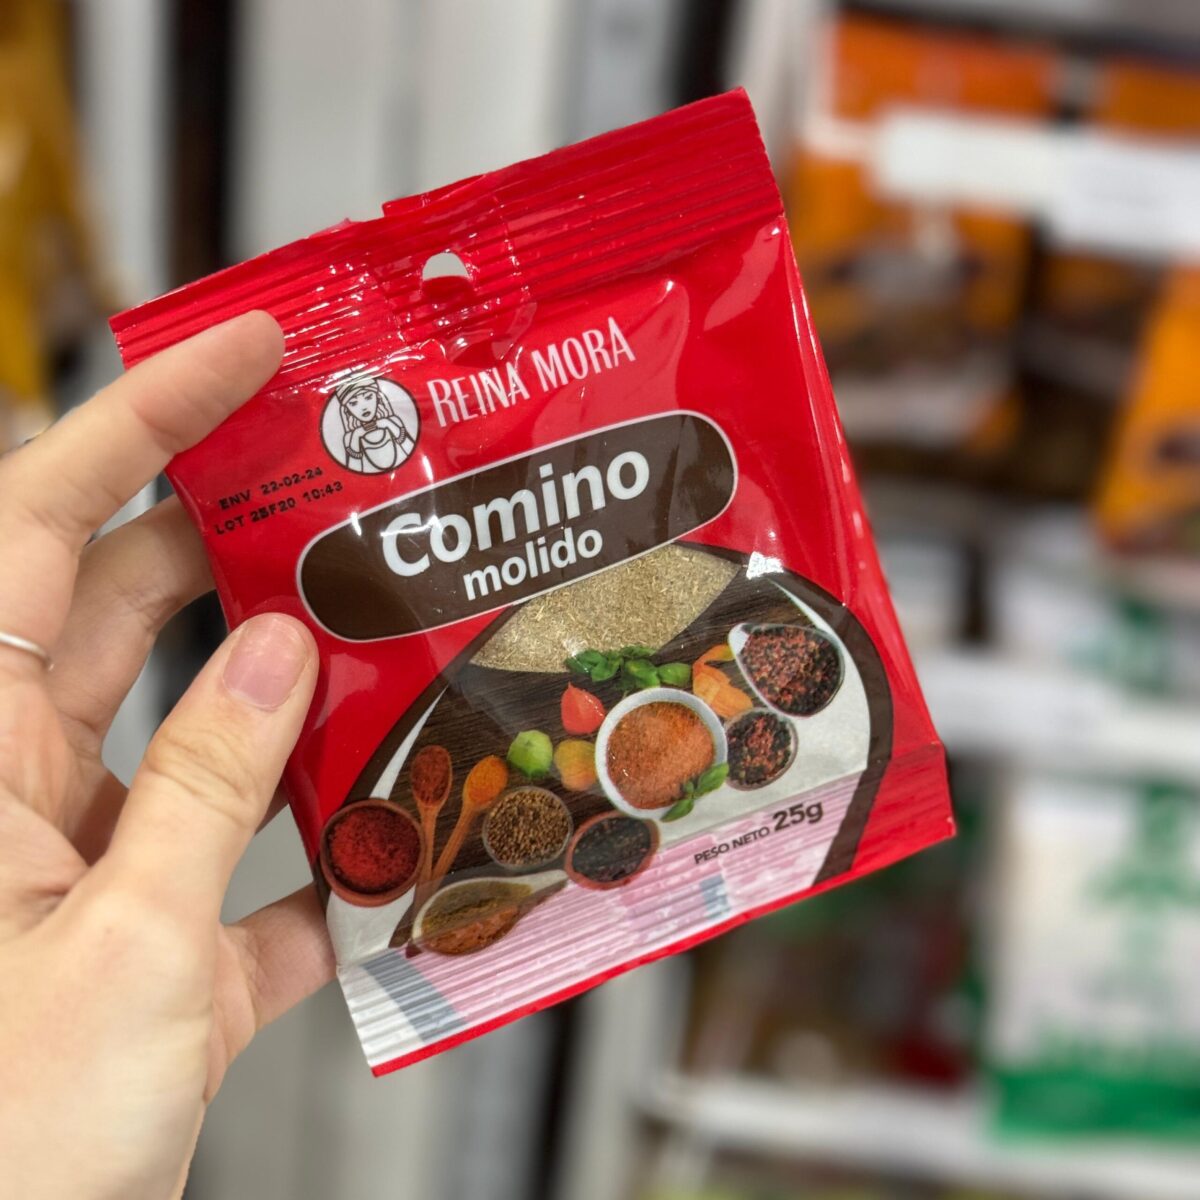 REINA MORA
ENV 22-02-24
LOT 25F20 10:43
Comino
molido
PESO NETO 25g